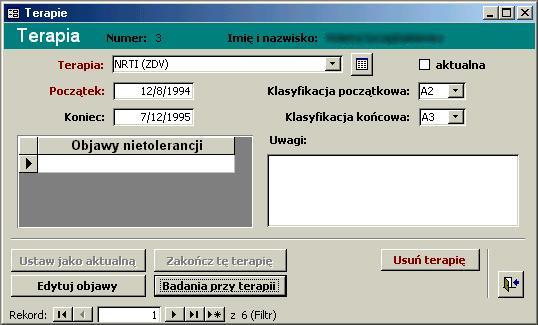 Terapie
Terapia Numer: 3 Imię i nazwisko:
Terapia: NRTI (ZDV) aktualna
Początek: 12/8/1994 Klasyfikacja początkowa: A2
Koniec: 7/12/1995 Klasyfikacja końcowa: A3
Objawy nietolerancji Uwagi:
Ustaw jako aktualną Zakończ tę terapię Usuń terapię
Edytuj objawy Badania przy terapii
Rekord: 1 z 6 (Filtr)